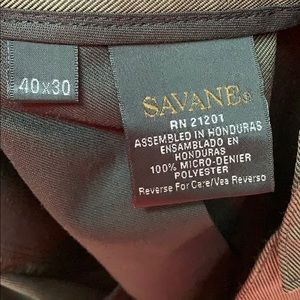 40x30
SAVANE®
RN 21201
ASSEMBLED IN HONDURAS
ENSAMBLADO EN
HONDURAS
100% MICRO-DENIER
POLYESTER
Reverse For Care/Vea Reverso